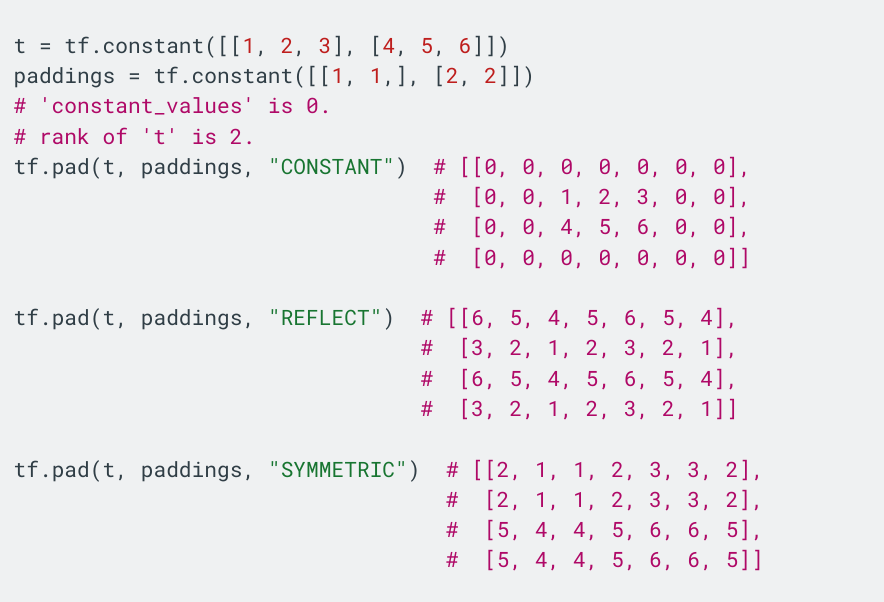 t = tf.constant([[1, 2, 3], [4, 5, 6]])
paddings = tf.constant([[1, 1,], [2, 2]])
# 'constant_values' is 0.
# rank of 't' is 2.
tf.pad(t, paddings, "CONSTANT")  # [[0, 0, 0, 0, 0, 0, 0],
                                 #  [0, 0, 1, 2, 3, 0, 0],
                                 #  [0, 0, 4, 5, 6, 0, 0],
                                 #  [0, 0, 0, 0, 0, 0, 0]]
tf.pad(t, paddings, "REFLECT")  # [[6, 5, 4, 5, 6, 5, 4],
                                #  [3, 2, 1, 2, 3, 2, 1],
                                #  [6, 5, 4, 5, 6, 5, 4],
                                #  [3, 2, 1, 2, 3, 2, 1]]
tf.pad(t, paddings, "SYMMETRIC")  # [[2, 1, 1, 2, 3, 3, 2],
                                  #  [2, 1, 1, 2, 3, 3, 2],
                                  #  [5, 4, 4, 5, 6, 6, 5],
                                  #  [5, 4, 4, 5, 6, 6, 5]]